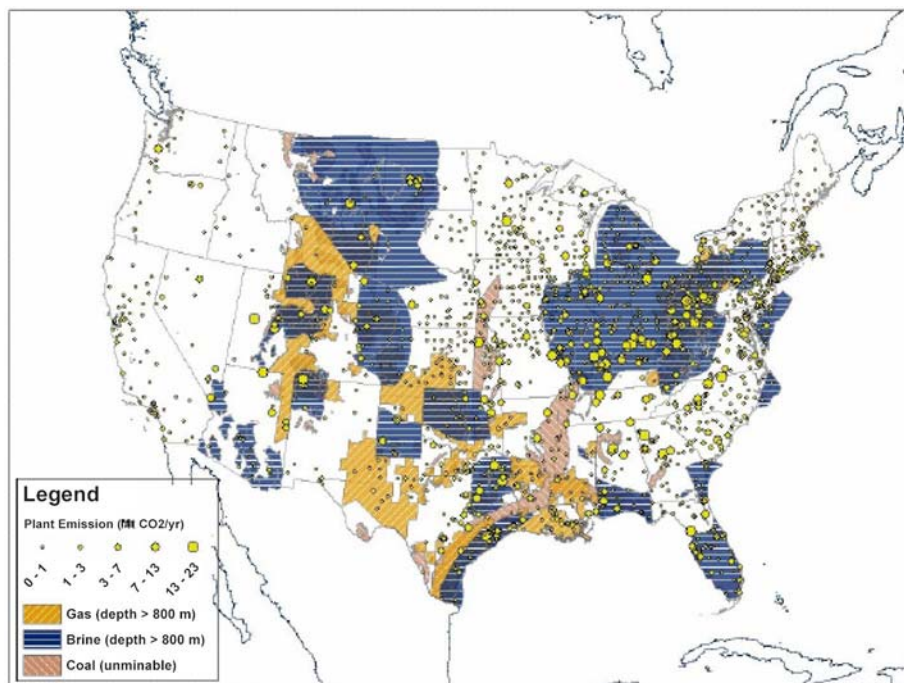 Legend
Plant Emission (Mt CO2/yr)
0 - 1
1 - 3
3 - 7
7 - 13
13 - 23
Gas (depth > 800 m)
Brine (depth > 800 m)
Coal (unminable)